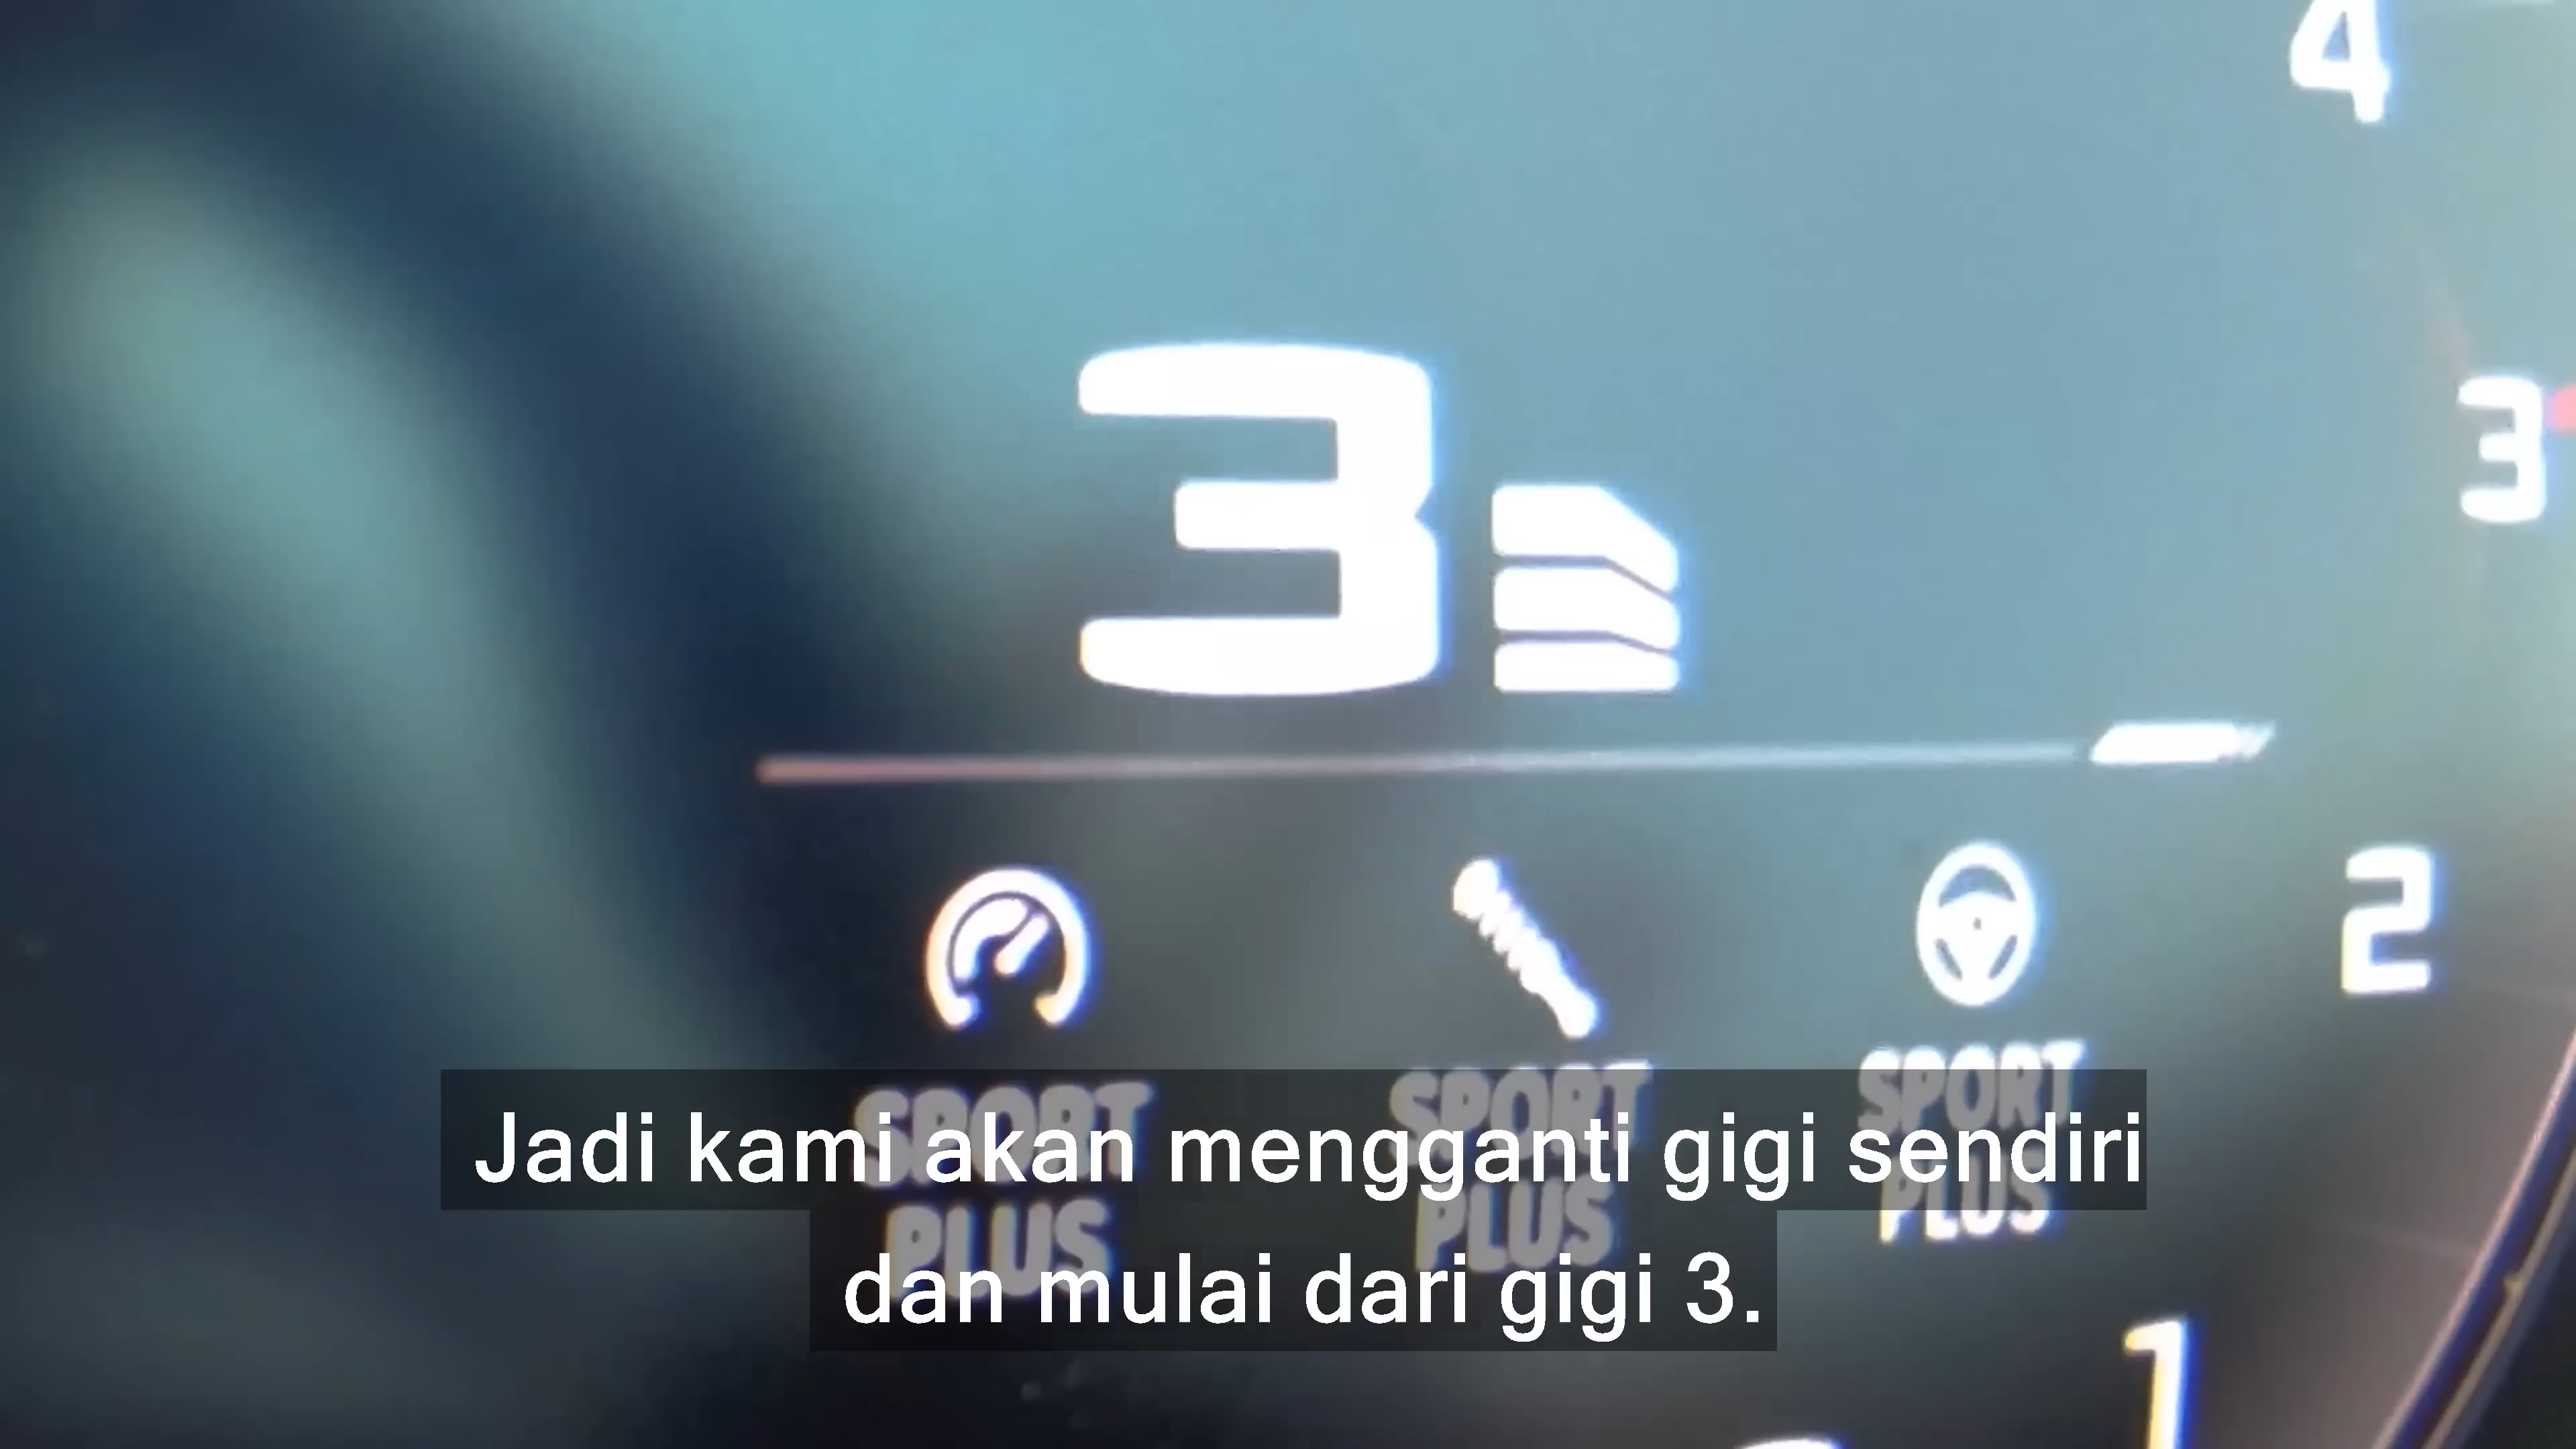 4
3
3
2
SPORT PLUS
SPORT PLUS
SPORT PLUS
Jadi kami akan mengganti gigi sendiri
dan mulai dari gigi 3.
1